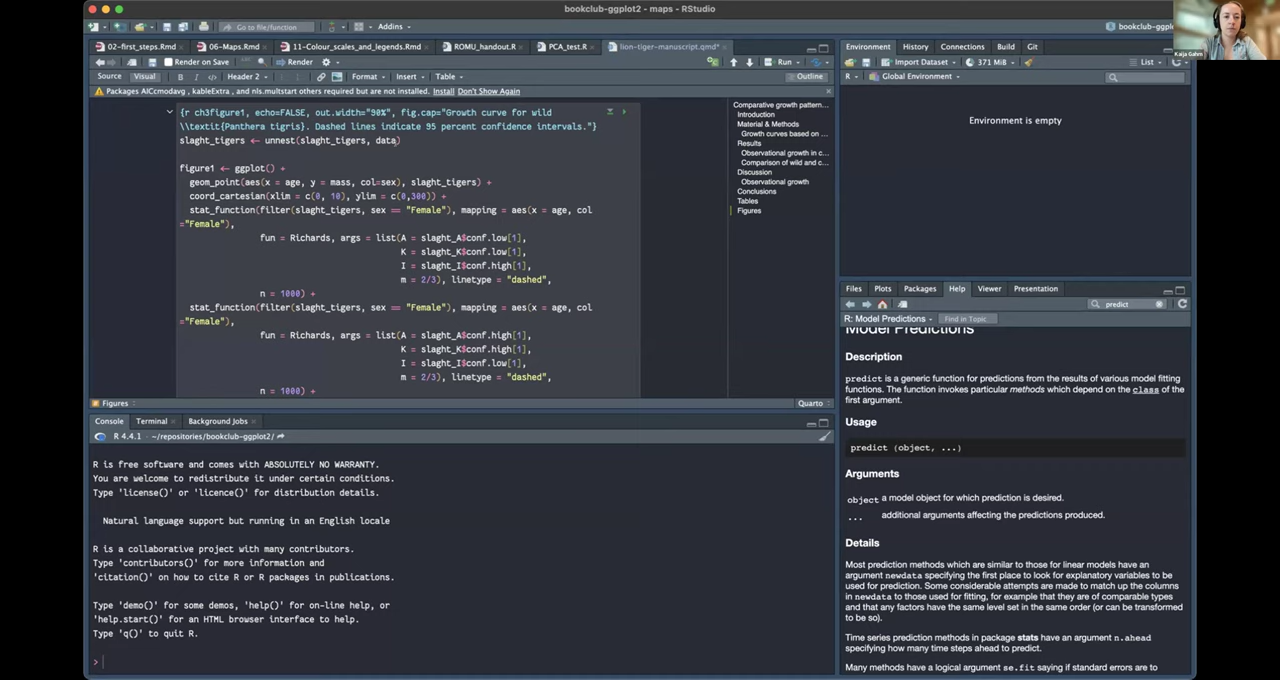 bookclub-ggplot2 - maps - RStudio
Go to file/function
Addins
bookclub-ggplot
02-first_steps.Rmd
06-Maps.Rmd
11-Colour_scales_and_legends.Rmd
ROMU_handout.R
PCA_test.R
lion-tiger-manuscript.qmd*
Render on Save
Render
Run
Source
Visual
B
I
Header 2
Format
Insert
Table
Outline
Packages AICcmodavg, kableExtra, and nls.multstart others required but are not installed. Install Don't Show Again
{r ch3figure1, echo=FALSE, out.width="90%", fig.cap="Growth curve for wild
\\textit{Panthera tigris}. Dashed lines indicate 95 percent confidence intervals."}
slaght_tigers <- unnest(slaght_tigers, data)
figure1 <- ggplot() +
geom_point(aes(x = age, y = mass, col=sex), slaght_tigers) +
coord_cartesian(xlim = c(0, 10), ylim = c(0,300)) +
stat_function(filter(slaght_tigers, sex == "Female"), mapping = aes(x = age, col
="Female"),
fun = Richards, args = list(A = slaght_A$conf.low[1],
K = slaght_K$conf.low[1],
I = slaght_I$conf.high[1],
m = 2/3), linetype = "dashed",
n = 1000) +
stat_function(filter(slaght_tigers, sex == "Female"), mapping = aes(x = age, col
="Female"),
fun = Richards, args = list(A = slaght_A$conf.high[1],
K = slaght_K$conf.high[1],
I = slaght_I$conf.low[1],
m = 2/3), linetype = "dashed",
n = 1000) +
Comparative growth pattern...
Introduction
Material & Methods
Growth curves based on ...
Results
Observational growth in c...
Comparison of wild and c...
Discussion
Observational growth
Conclusions
Tables
Figures
Figures
Quarto
Console
Terminal
Background Jobs
R 4.4.1 · ~/repositories/bookclub-ggplot2/
R is free software and comes with ABSOLUTELY NO WARRANTY.
You are welcome to redistribute it under certain conditions.
Type 'license()' or 'licence()' for distribution details.
Natural language support but running in an English locale
R is a collaborative project with many contributors.
Type 'contributors()' for more information and
'citation()' on how to cite R or R packages in publications.
Type 'demo()' for some demos, 'help()' for on-line help, or
'help.start()' for an HTML browser interface to help.
Type 'q()' to quit R.
>
Environment
History
Connections
Build
Git
Import Dataset
371 MiB
List
R
Global Environment
Environment is empty
Files
Plots
Packages
Help
Viewer
Presentation
predict
R: Model Predictions
Find in Topic
Model Predictions
Description
predict is a generic function for predictions from the results of various model fitting
functions. The function invokes particular methods which depend on the class of
the first argument.
Usage
predict (object, ...)
Arguments
object a model object for which prediction is desired.
... additional arguments affecting the predictions produced.
Details
Most prediction methods which are similar to those for linear models have an
argument newdata specifying the first place to look for explanatory variables to be
used for prediction. Some considerable attempts are made to match up the columns
in newdata to those used for fitting, for example that they are of comparable types
and that any factors have the same level set in the same order (or can be transformed
to be so).
Time series prediction methods in package stats have an argument n.ahead
specifying how many time steps ahead to predict.
Many methods have a logical argument se.fit saying if standard errors are to
Kaija Gahm